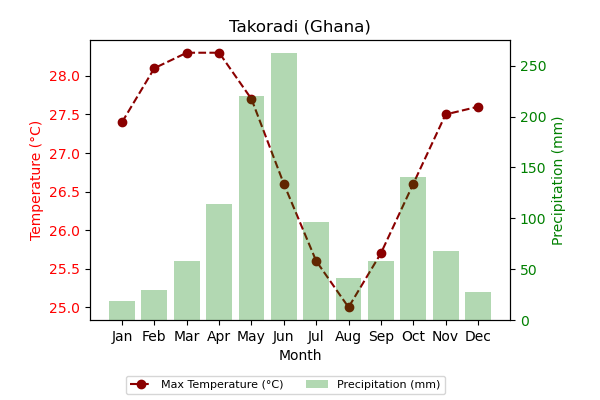 Takoradi (Ghana)
Temperature (°C)
28.0
27.5
27.0
26.5
26.0
25.5
25.0
250
200
150
100
50
0
Precipitation (mm)
Jan Feb Mar Apr May Jun Jul Aug Sep Oct Nov Dec
Month
Max Temperature (°C) Precipitation (mm)